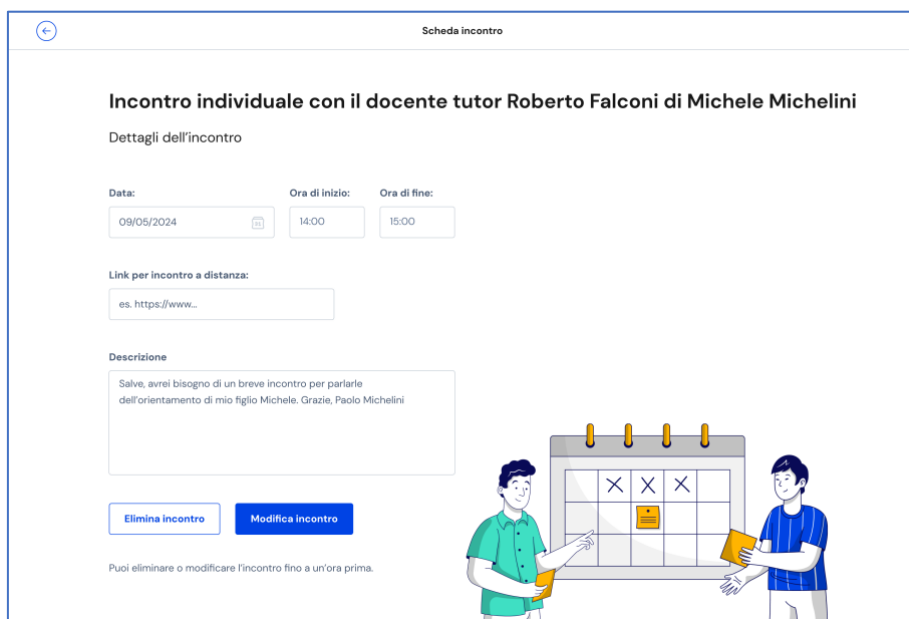 Scheda incontro
Incontro individuale con il docente tutor Roberto Falconi di Michele Michelini
Dettagli dell'incontro
Data:
Ora di inizio:
Ora di fine:
09/05/2024
14:00
15:00
Link per incontro a distanza:
es. https://www...
Descrizione
Salve, avrei bisogno di un breve incontro per parlarle
dell'orientamento di mio figlio Michele. Grazie, Paolo Michelini
Elimina incontro
Modifica incontro
Puoi eliminare o modificare l'incontro fino a un'ora prima.